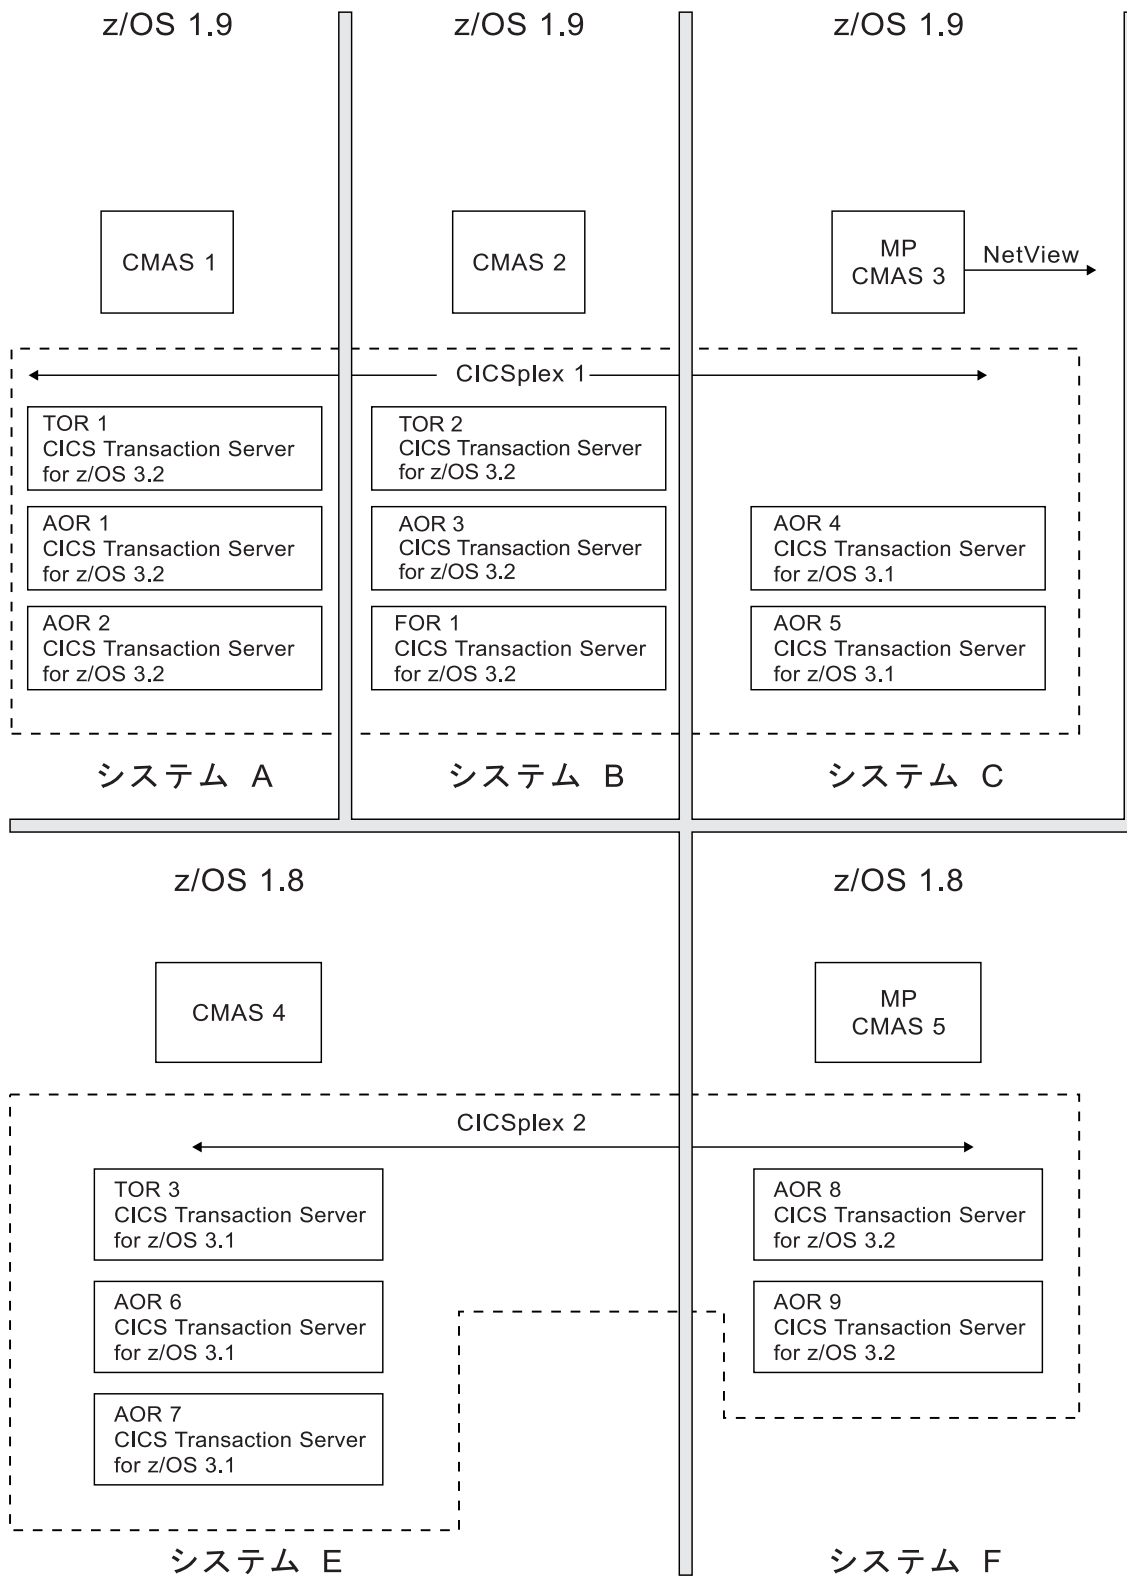 z/OS 1.9
z/OS 1.9
z/OS 1.9
CMAS 1
CMAS 2
MP
CMAS 3
NetView
CICSplex 1
TOR 1
CICS Transaction Server
for z/OS 3.2
AOR 1
CICS Transaction Server
for z/OS 3.2
AOR 2
CICS Transaction Server
for z/OS 3.2
TOR 2
CICS Transaction Server
for z/OS 3.2
AOR 3
CICS Transaction Server
for z/OS 3.2
FOR 1
CICS Transaction Server
for z/OS 3.2
AOR 4
CICS Transaction Server
for z/OS 3.1
AOR 5
CICS Transaction Server
for z/OS 3.1
システム A
システム B
システム C
z/OS 1.8
z/OS 1.8
CMAS 4
MP
CMAS 5
CICSplex 2
TOR 3
CICS Transaction Server
for z/OS 3.1
AOR 6
CICS Transaction Server
for z/OS 3.1
AOR 7
CICS Transaction Server
for z/OS 3.1
AOR 8
CICS Transaction Server
for z/OS 3.2
AOR 9
CICS Transaction Server
for z/OS 3.2
システム E
システム F